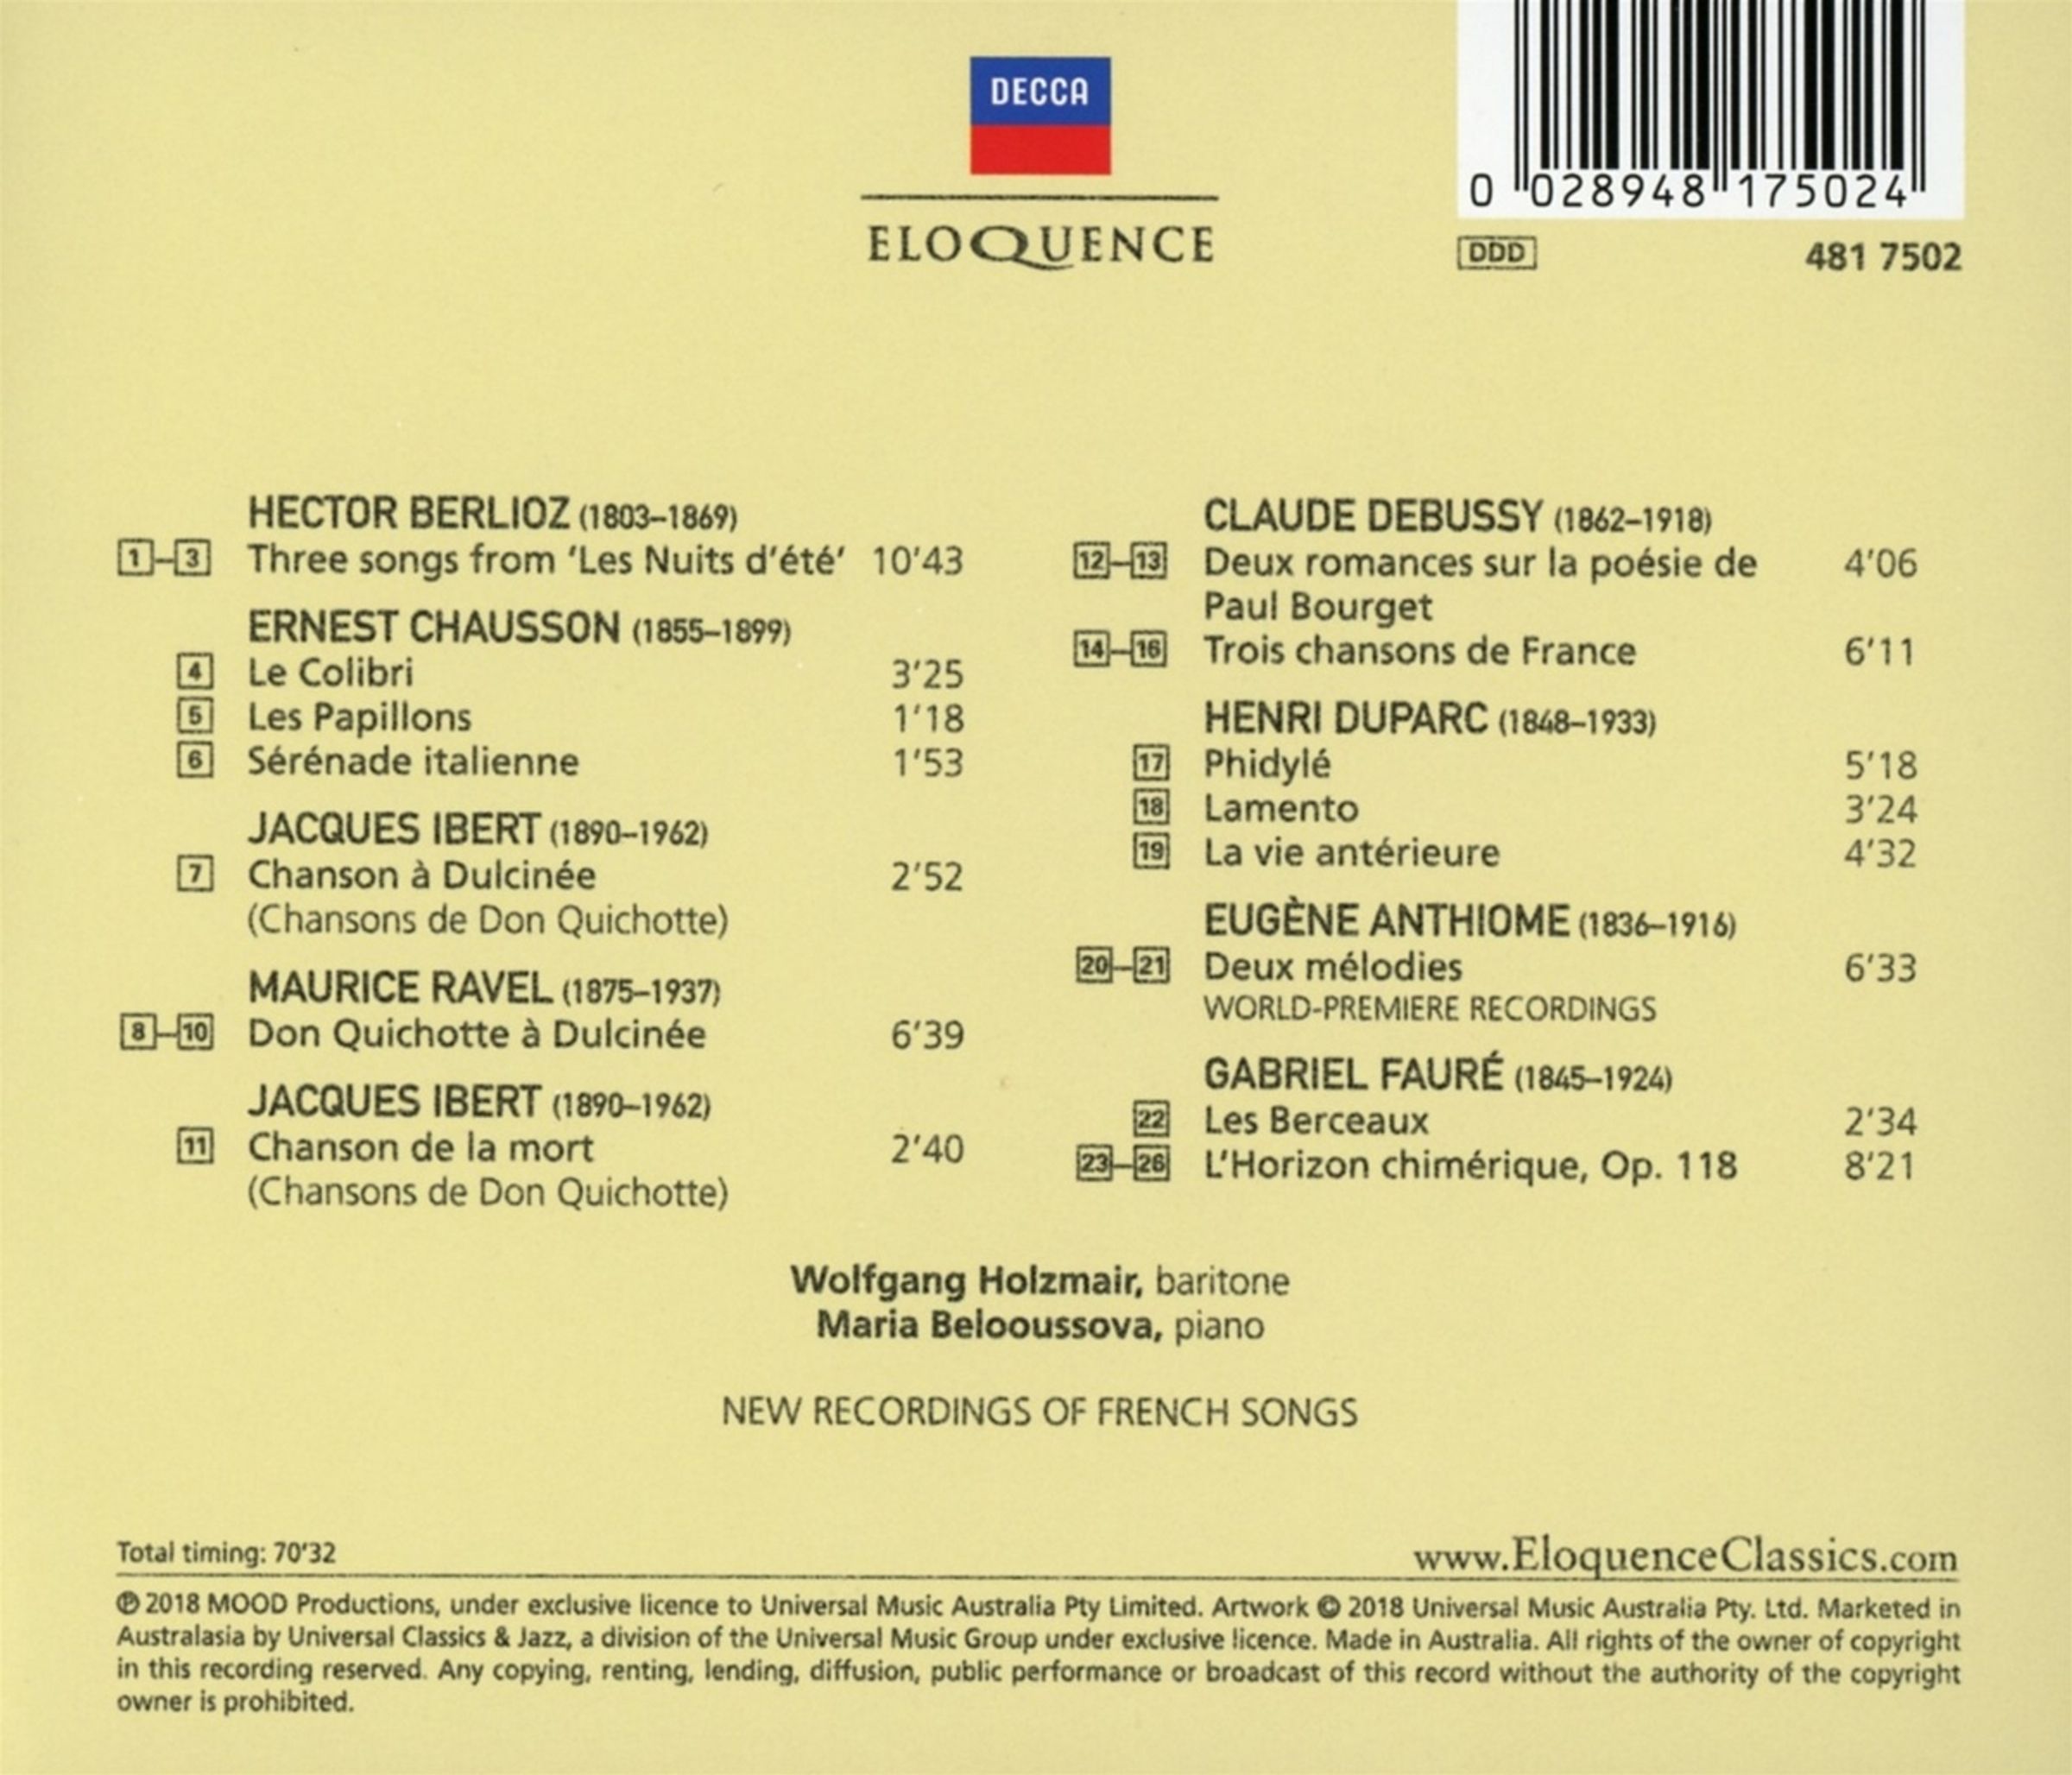 DECCA
ELOQUENCE
0 028948 175024
DDD
481 7502
HECTOR BERLIOZ (1803–1869)
1–3 Three songs from ‘Les Nuits d’été’ 10’43
ERNEST CHAUSSON (1855–1899)
4 Le Colibri 3’25
5 Les Papillons 1’18
6 Sérénade italienne 1’53
JACQUES IBERT (1890–1962)
7 Chanson à Dulcinée 2’52
(Chansons de Don Quichotte)
MAURICE RAVEL (1875–1937)
8–10 Don Quichotte à Dulcinée 6’39
JACQUES IBERT (1890–1962)
11 Chanson de la mort 2’40
(Chansons de Don Quichotte)
CLAUDE DEBUSSY (1862–1918)
12–13 Deux romances sur la poésie de 4’06
Paul Bourget
14–16 Trois chansons de France 6’11
HENRI DUPARC (1848–1933)
17 Phidylé 5’18
18 Lamento 3’24
19 La vie antérieure 4’32
EUGÈNE ANTHIOME (1836–1916)
20–21 Deux mélodies 6’33
WORLD-PREMIERE RECORDINGS
GABRIEL FAURÉ (1845–1924)
22 Les Berceaux 2’34
23–26 L’Horizon chimérique, Op. 118 8’21
Wolfgang Holzmair, baritone
Maria Belooussova, piano
NEW RECORDINGS OF FRENCH SONGS
Total timing: 70’32
www.EloquenceClassics.com
℗ 2018 MOOD Productions, under exclusive licence to Universal Music Australia Pty Limited. Artwork © 2018 Universal Music Australia Pty. Ltd. Marketed in
Australasia by Universal Classics & Jazz, a division of the Universal Music Group under exclusive licence. Made in Australia. All rights of the owner of copyright
in this recording reserved. Any copying, renting, lending, diffusion, public performance or broadcast of this record without the authority of the copyright
owner is prohibited.